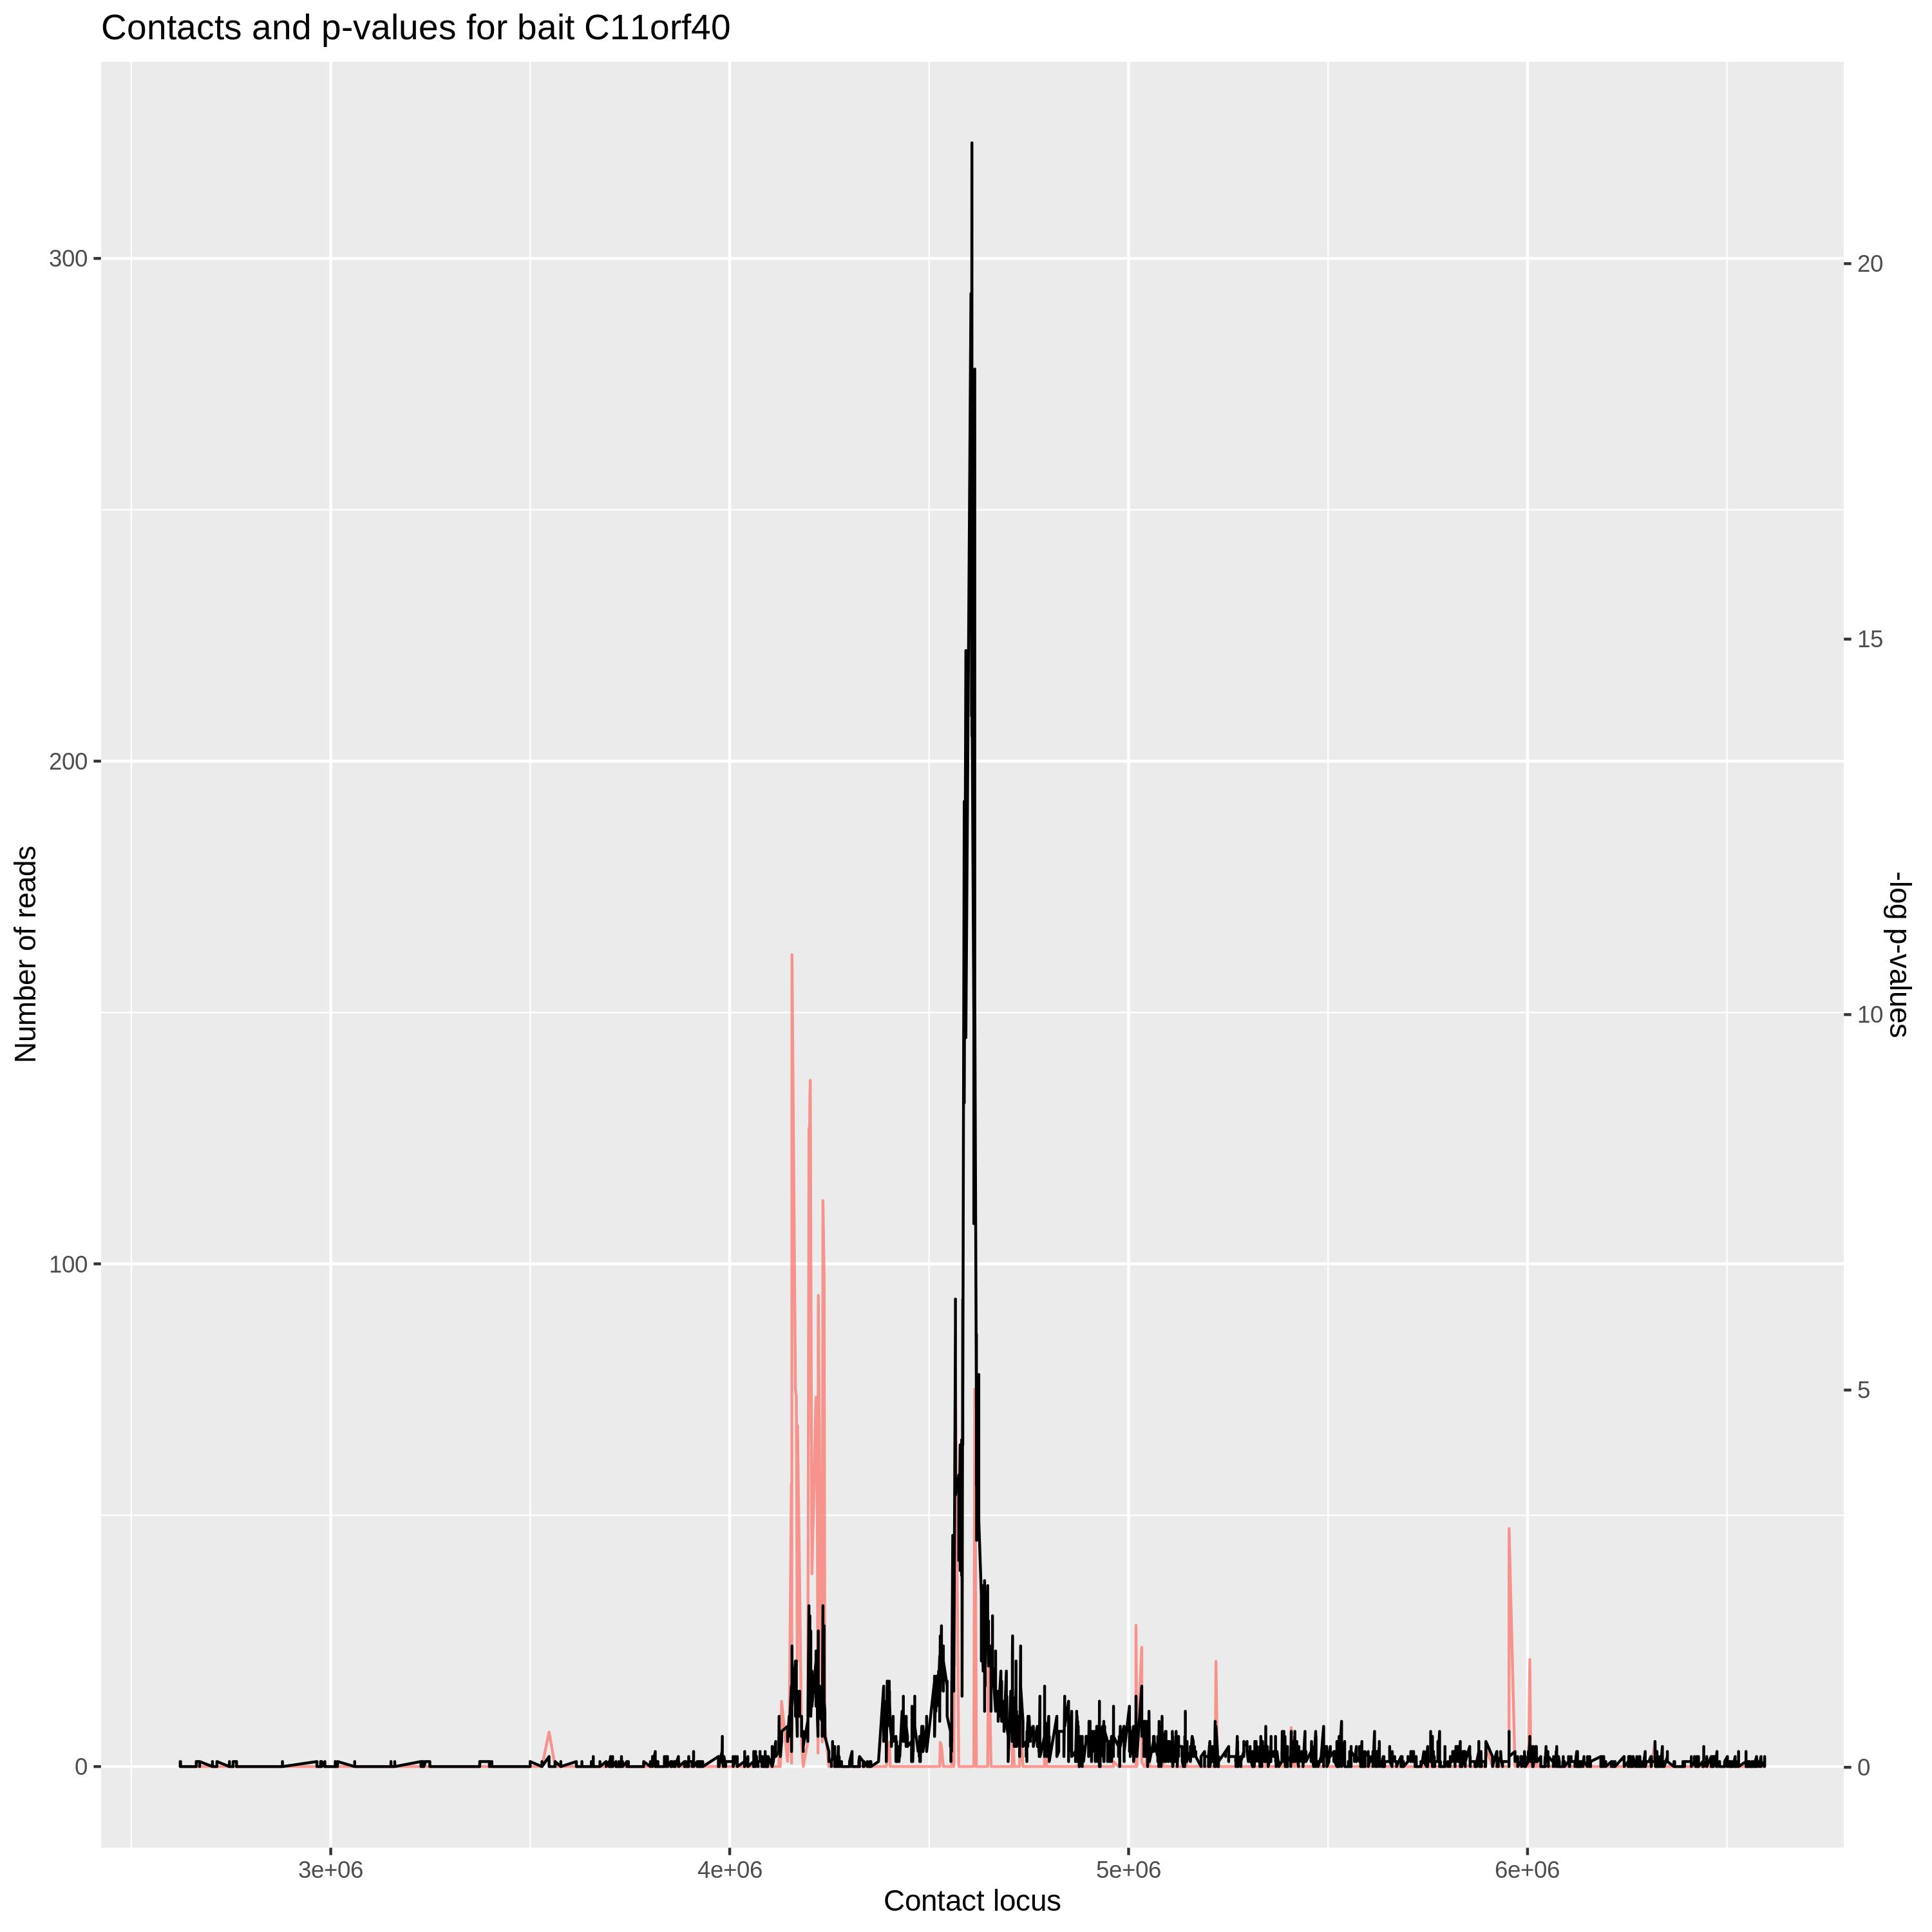 Contacts and p-values for bait C11orf40
Number of reads
300
200
100
0
20
15
10
5
0
-log p-values
3e+06 4e+06 5e+06 6e+06
Contact locus